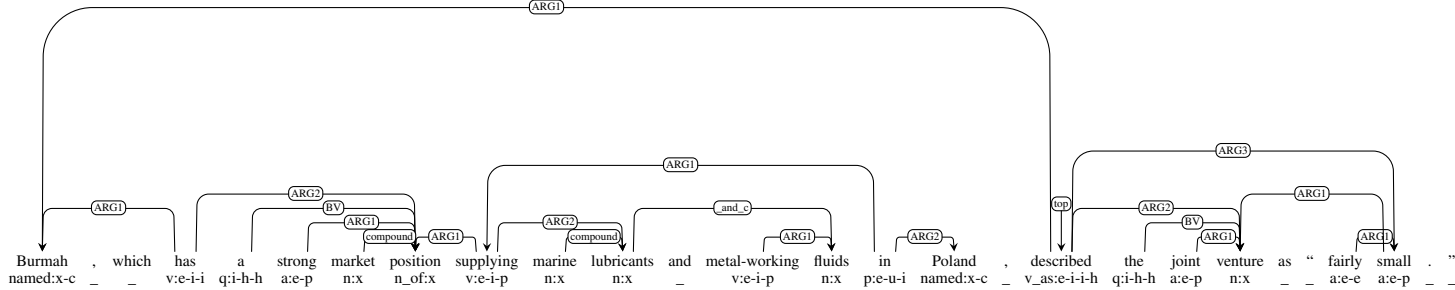 ARG1
ARG1 ARG3
ARG2 ARG1
top
ARG1 BV _and_c ARG2
ARG1 BV
compound ARG1 ARG2 compound ARG1 ARG2 ARG1 ARG1
Burmah , which has a strong market position supplying marine lubricants and metal-working fluids in Poland , described the joint venture as “ fairly small . ”
named:x-c _ _ v:e-i-i q:i-h-h a:e-p n:x n_of:x v:e-i-p n:x n:x _ v:e-i-p n:x p:e-u-i named:x-c _ v_as:e-i-i-h q:i-h-h a:e-p n:x _ _ a:e-e a:e-p _ _